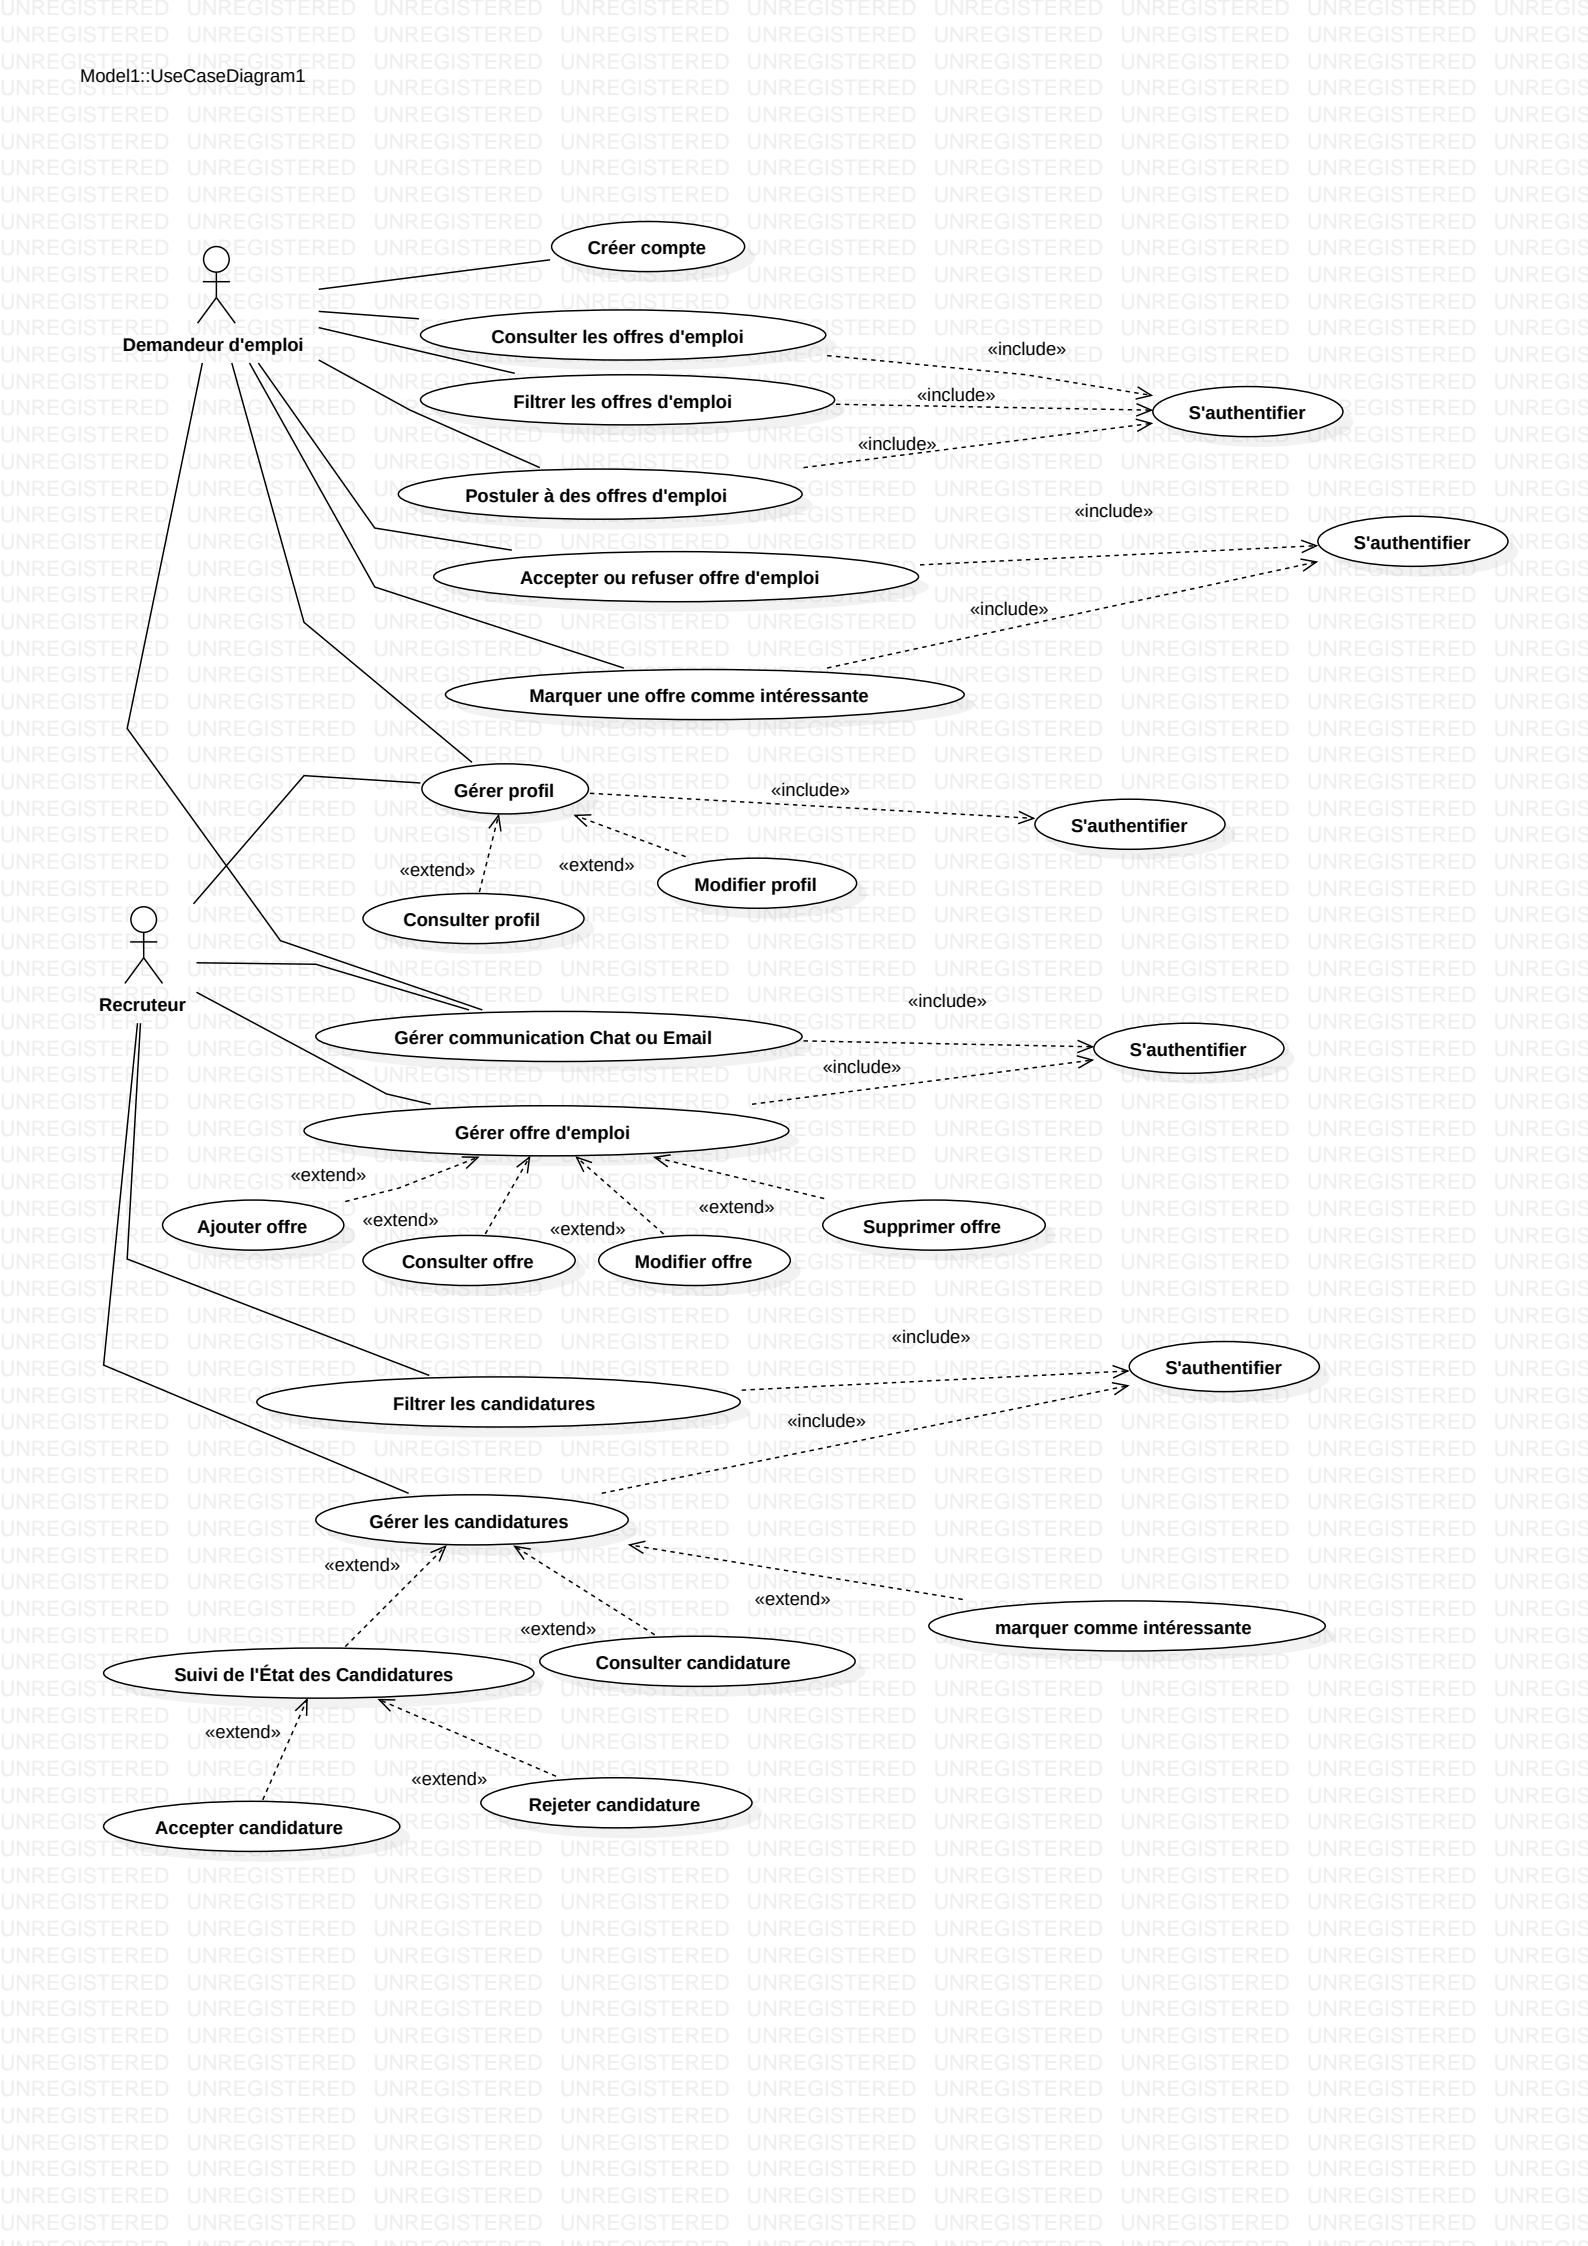 Model1::UseCaseDiagram1
Créer compte
Demandeur d'emploi
Consulter les offres d'emploi
«include»
Filtrer les offres d'emploi
«include»
S'authentifier
«include»
Postuler à des offres d'emploi
«include»
S'authentifier
Accepter ou refuser offre d'emploi
«include»
Marquer une offre comme intéressante
Gérer profil
«include»
S'authentifier
«extend»
«extend»
Modifier profil
Consulter profil
Recruteur
«include»
Gérer communication Chat ou Email
S'authentifier
«include»
Gérer offre d'emploi
«extend»
«extend»
«extend»
«extend»
Ajouter offre
Supprimer offre
Consulter offre
Modifier offre
«include»
S'authentifier
Filtrer les candidatures
«include»
Gérer les candidatures
«extend»
«extend»
«extend»
marquer comme intéressante
Suivi de l'État des Candidatures
Consulter candidature
«extend»
«extend»
Rejeter candidature
Accepter candidature
UNREGISTERED